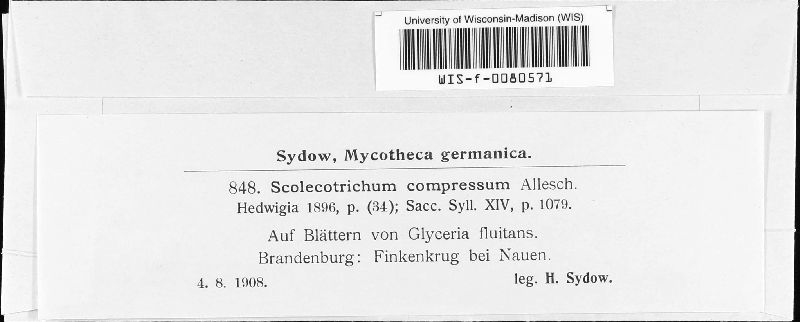 University of Wisconsin-Madison (WIS)
WIS-f-0080571
Sydow, Mycotheca germanica.
848. Scolecotrichum compressum Allesch.
Hedwigia 1896, p. (34); Sacc. Syll. XIV, p. 1079.
Auf Blättern von Glyceria fluitans.
Brandenburg: Finkenkrug bei Nauen.
4. 8. 1908. leg. H. Sydow.